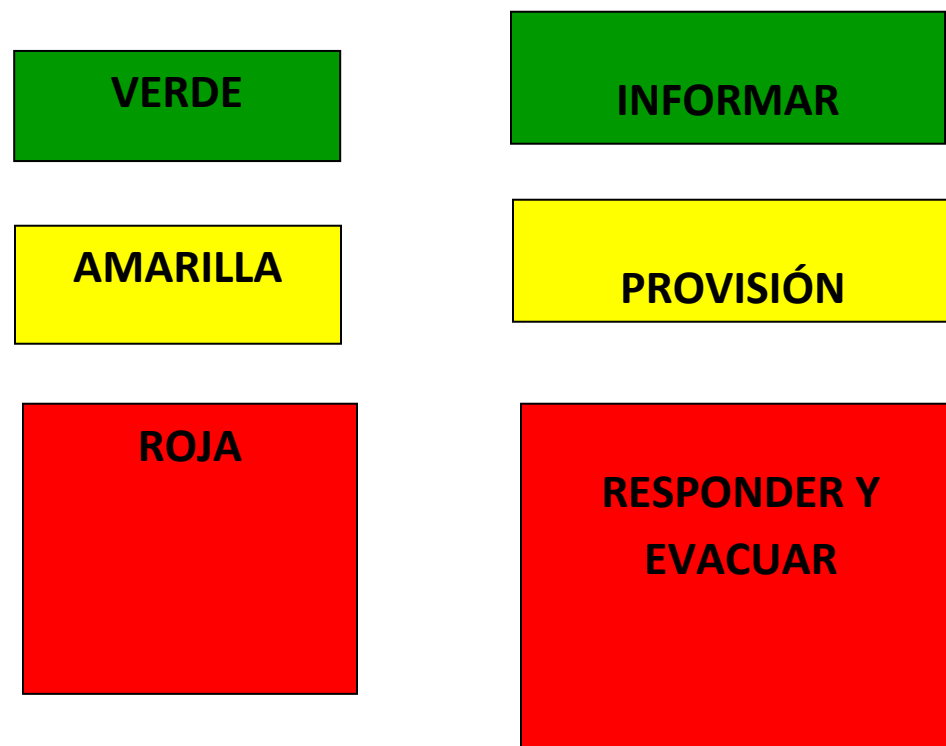 VERDE
INFORMAR
AMARILLA
PROVISIÓN
ROJA
RESPONDER Y
EVACUAR